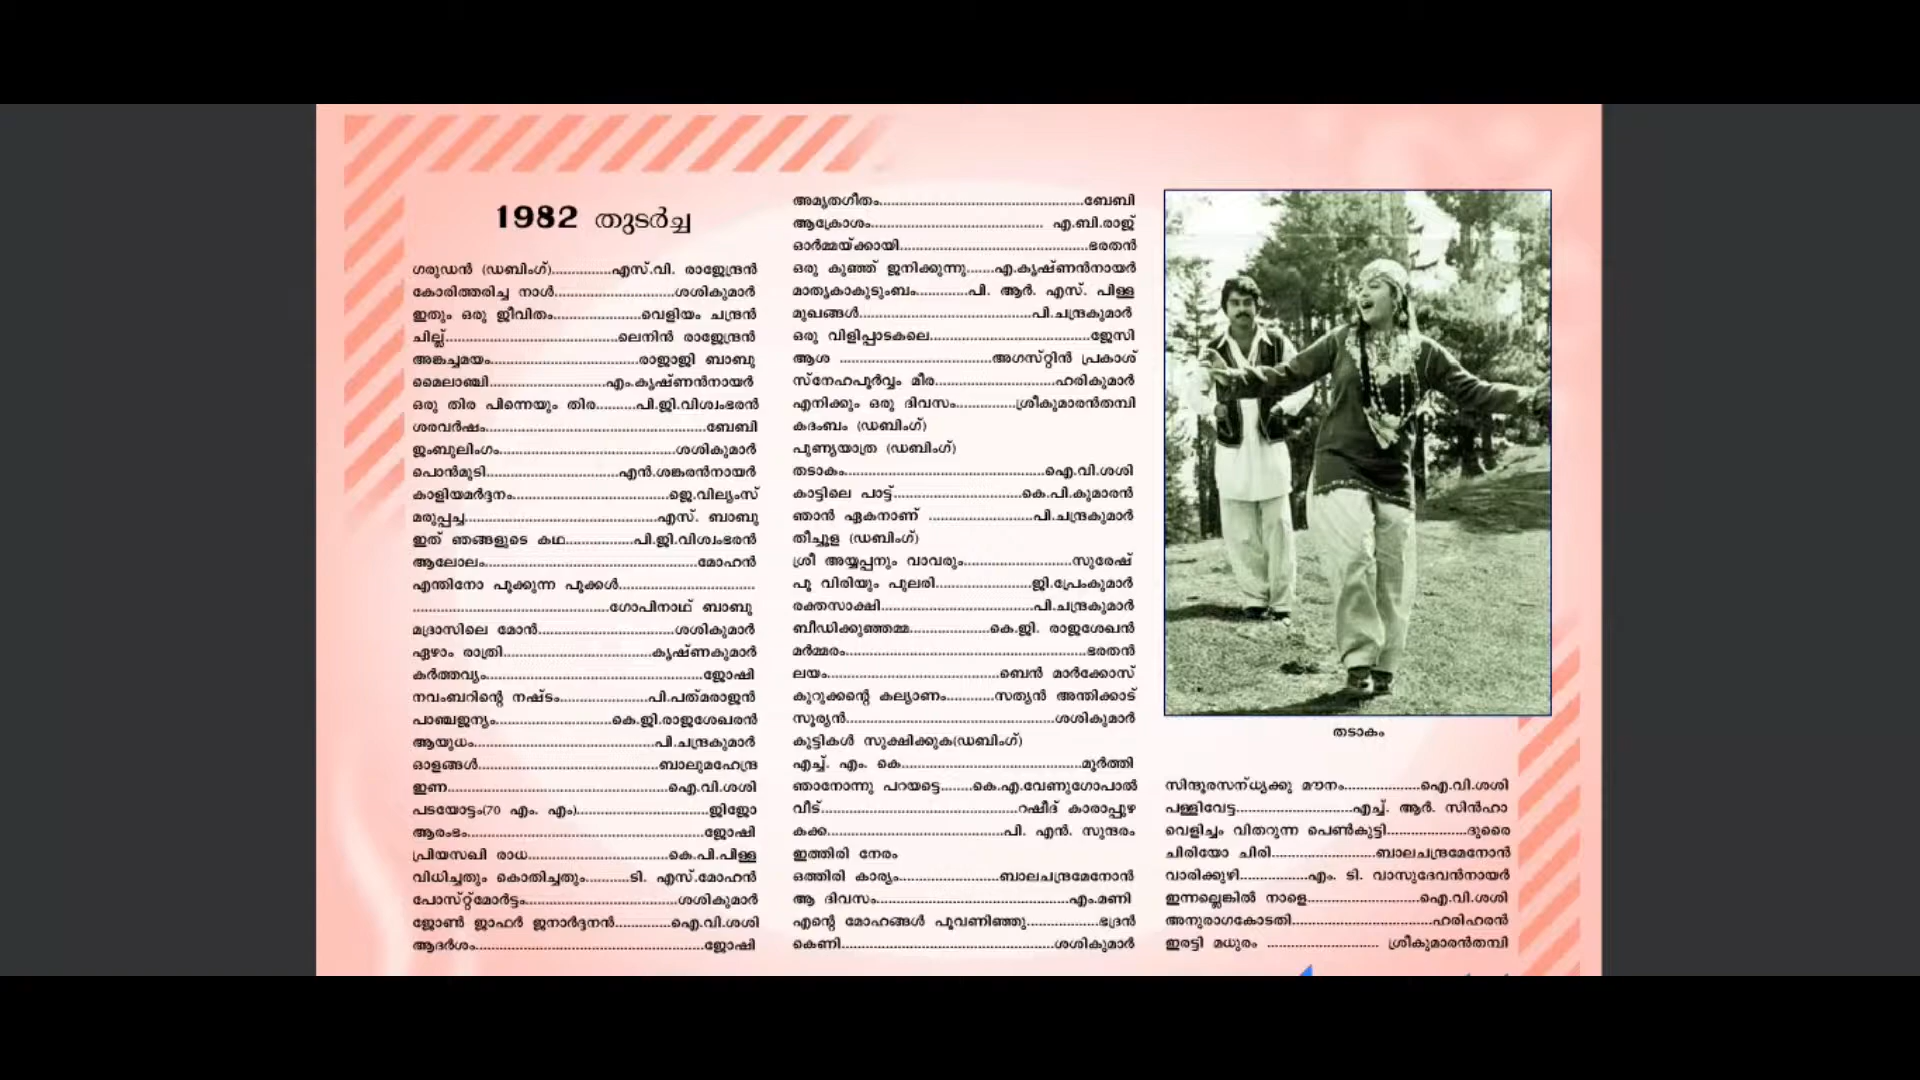 1982 തുടർച്ച
ഗരുഡൻ (ഡബിംഗ്)..............എസ്.വി. രാജേന്ദ്രൻ
കോരിത്തരിച്ച നാൾ............................ശശികുമാർ
ഇതും ഒരു ജീവിതം.....................വെളിയം ചന്ദ്രൻ
ചില്ല്.........................................ലെനിൻ രാജേന്ദ്രൻ
അങ്കച്ചമയം...................................രാജാജി ബാബു
മൈലാഞ്ചി............................എം.കൃഷ്ണൻനായർ
ഒരു തിര പിന്നെയും തിര..........പി.ജി.വിശ്വംഭരൻ
ശരവർഷം.....................................................ബേബി
ജംബുലിംഗം..........................................ശശികുമാർ
പൊൻമുടി................................എൻ.ശങ്കരൻനായർ
കാളിയമർദ്ദനം.....................................ജെ.വില്യംസ്
മരുപ്പച്ച..............................................എസ്. ബാബു
ഇത് ഞങ്ങളുടെ കഥ................പി.ജി.വിശ്വംഭരൻ
ആലോലം...................................................മോഹൻ
എന്തിനോ പൂക്കുന്ന പൂക്കൾ.................................
...............................................ഗോപിനാഥ് ബാബു
മദ്രാസിലെ മോൻ.................................ശശികുമാർ
ഏഴാം രാത്രി...................................കൃഷ്ണകുമാർ
കർത്തവ്യം....................................................ജോഷി
നവംബറിന്റെ നഷ്ടം.....................പി.പത്മരാജൻ
പാഞ്ചജന്യം............................കെ.ജി.രാജശേഖരൻ
ആയുധം...........................................പി.ചന്ദ്രകുമാർ
ഓളങ്ങൾ...........................................ബാലുമഹേന്ദ്ര
ഇണ.....................................................ഐ.വി.ശശി
പടയോട്ടം(70 എം. എം)................................ജിജോ
ആരംഭം.........................................................ജോഷി
പ്രിയസഖി രാധ..................................കെ.പി.പിള്ള
വിധിച്ചതും കൊതിച്ചതും..........ടി. എസ്.മോഹൻ
പോസ്റ്റ്മോർട്ടം.....................................ശശികുമാർ
ജോൺ ജാഫർ ജനാർദ്ദനൻ.............ഐ.വി.ശശി
ആദർശം.......................................................ജോഷി
അമൃതഗീതം.................................................ബേബി
ആക്രോശം......................................... എ.ബി.രാജ്
ഓർമ്മയ്ക്കായി.............................................ഭരതൻ
ഒരു കുഞ്ഞ് ജനിക്കുന്നു.......എ.കൃഷ്ണൻനായർ
മാതൃകാകുടുംബം............പി. ആർ. എസ്. പിള്ള
മുഖങ്ങൾ.........................................പി.ചന്ദ്രകുമാർ
ഒരു വിളിപ്പാടകലെ......................................ജേസി
ആശ ....................................അഗസ്റ്റിൻ പ്രകാശ്
സ്നേഹപൂർവ്വം മീര.............................ഹരികുമാർ
എനിക്കും ഒരു ദിവസം..............ശ്രീകുമാരൻതമ്പി
കദംബം (ഡബിംഗ്)
പുണ്യയാത്ര (ഡബിംഗ്)
തടാകം................................................ഐ.വി.ശശി
കാട്ടിലെ പാട്ട്...............................കെ.പി.കുമാരൻ
ഞാൻ ഏകനാണ് .........................പി.ചന്ദ്രകുമാർ
തീച്ചൂള (ഡബിംഗ്)
ശ്രീ അയ്യപ്പനും വാവരും..........................സുരേഷ്
പൂ വിരിയും പുലരി.......................ജി.പ്രേംകുമാർ
രക്തസാക്ഷി.....................................പി.ചന്ദ്രകുമാർ
ബീഡിക്കുഞ്ഞമ്മ...................കെ.ജി. രാജശേഖൻ
മർമ്മരം..........................................................ഭരതൻ
ലയം.........................................ബെൻ മാർക്കോസ്
കുറുക്കന്റെ കല്യാണം...........സത്യൻ അന്തിക്കാട്
സൂര്യൻ..................................................ശശികുമാർ
കുട്ടികൾ സൂക്ഷിക്കുക(ഡബിംഗ്)
എച്ച്. എം. കെ...........................................മൂർത്തി
ഞാനോന്നു പറയട്ടെ........കെ.എ.വേണുഗോപാൽ
വീട്...............................................റഷീദ് കാരാപ്പുഴ
കക്ക..........................................പി. എൻ. സുന്ദരം
ഇത്തിരി നേരം
ഒത്തിരി കാര്യം........................ബാലചന്ദ്രമേനോൻ
ആ ദിവസം..............................................എം.മണി
എന്റെ മോഹങ്ങൾ പൂവണിഞ്ഞു.................ഭദ്രൻ
കെണി...................................................ശശികുമാർ
തടാകം
സിന്ദൂരസന്ധ്യക്കു മൗനം..................ഐ.വി.ശശി
പള്ളിവേട്ട...........................എച്ച്. ആർ. സിൻഹാ
വെളിച്ചം വിതറുന്ന പെൺകുട്ടി...................ദുരൈ
ചിരിയോ ചിരി.........................ബാലചന്ദ്രമേനോൻ
വാരിക്കുഴി................എം. ടി. വാസുദേവൻനായർ
ഇന്നല്ലെങ്കിൽ നാളെ...........................ഐ.വി.ശശി
അനുരാഗകോടതി..................................ഹരിഹരൻ
ഇരട്ടി മധുരം .......................... ശ്രീകുമാരൻതമ്പി